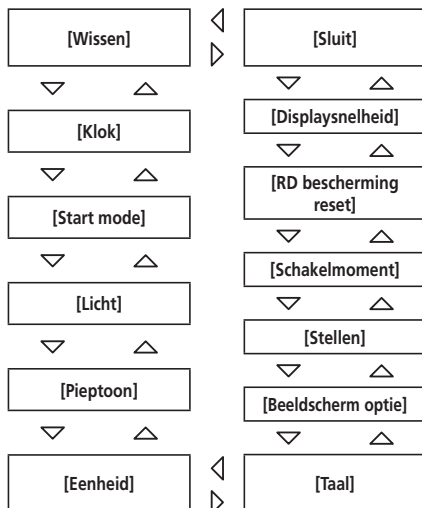 [Wissen]
[Klok]
[Start mode]
[Licht]
[Pieptoon]
[Eenheid]
[Sluit]
[Displaysnelheid]
[RD bescherming
reset]
[Schakelmoment]
[Stellen]
[Beeldscherm optie]
[Taal]